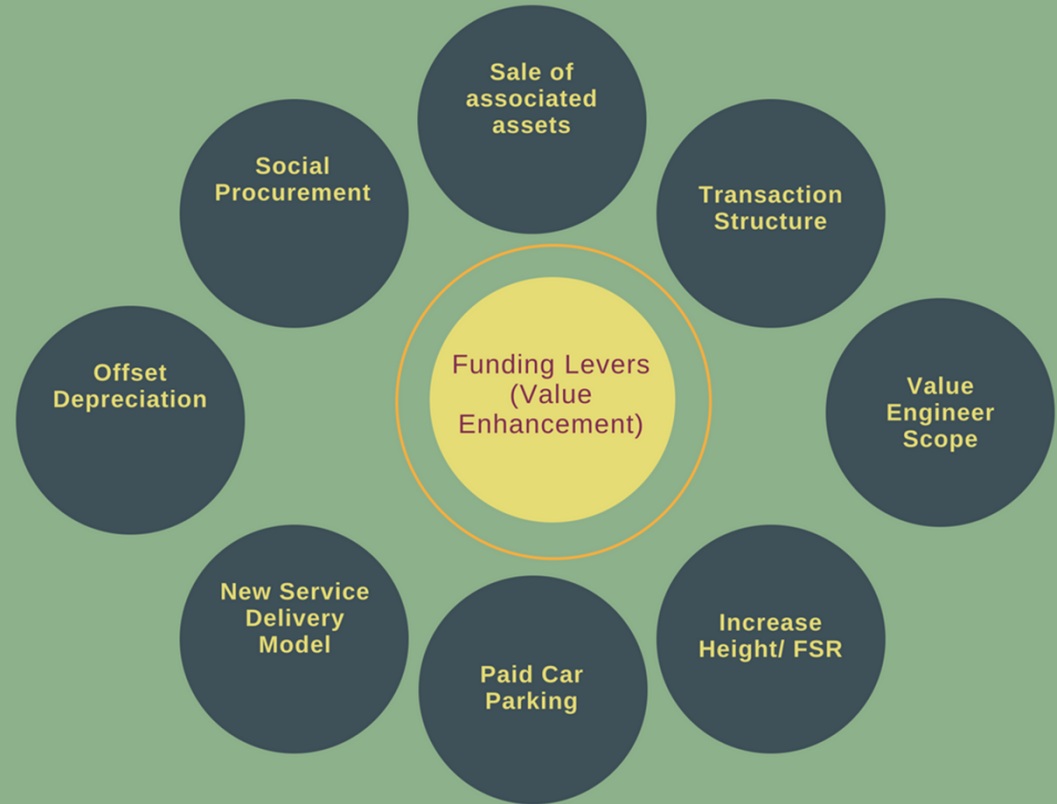 Sale of
associated
assets
Social
Procurement
Transaction
Structure
Funding Levers
(Value
Enhancement)
Offset
Depreciation
Value
Engineer
Scope
New Service
Delivery
Model
Increase
Height/ FSR
Paid Car
Parking